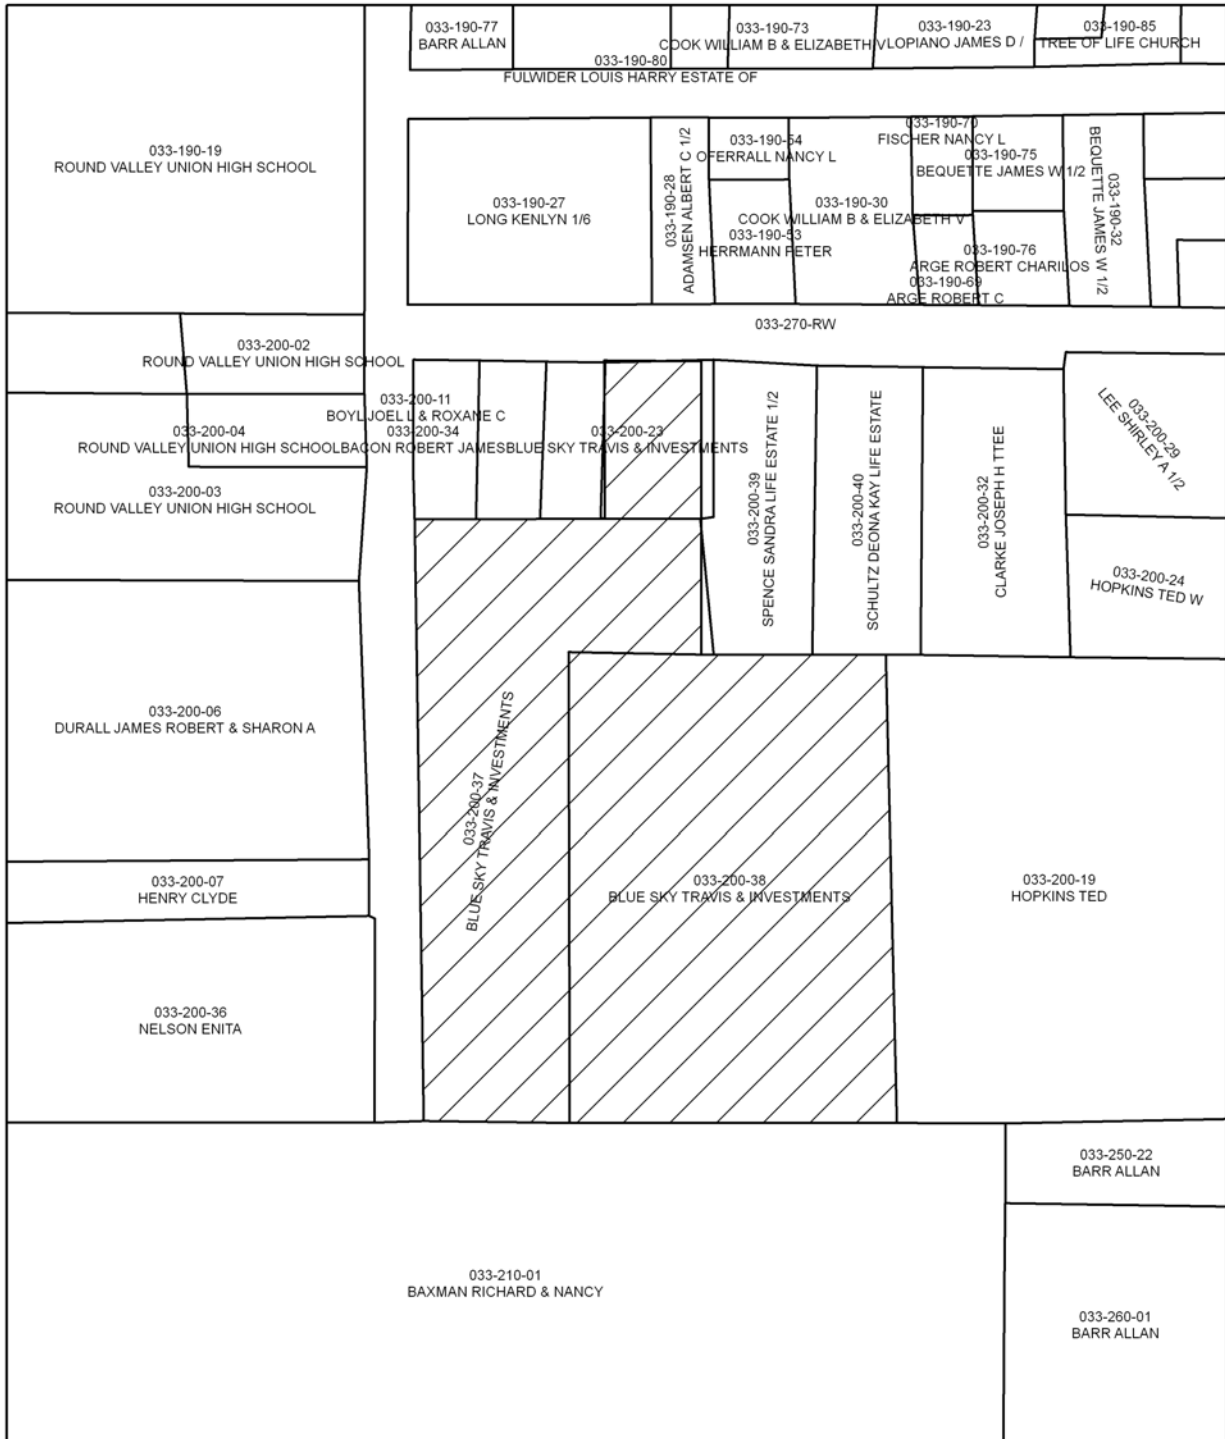 033-190-77
BARR ALLAN
033-190-73
COOK WILLIAM B & ELIZABETH V
033-190-23
LOPIANO JAMES D /
033-190-85
TREE OF LIFE CHURCH
033-190-80
FULWIDER LOUIS HARRY ESTATE OF
033-190-19
ROUND VALLEY UNION HIGH SCHOOL
033-190-27
LONG KENLYN 1/6
033-190-28
ADAMSEN ALBERT C 1/2
033-190-54
OFERRALL NANCY L
033-190-70
FISCHER NANCY L
033-190-75
BEQUETTE JAMES W 1/2
033-190-32
BEQUETTE JAMES W 1/2
033-190-30
COOK WILLIAM B & ELIZABETH V
033-190-53
HERRMANN PETER
033-190-76
ARGE ROBERT CHARILOS
033-190-69
ARGE ROBERT C
033-270-RW
033-200-02
ROUND VALLEY UNION HIGH SCHOOL
033-200-11
BOYL JOEL L & ROXANE C
033-200-04
ROUND VALLEY UNION HIGH SCHOOL
033-200-34
BACON ROBERT JAMES
033-200-23
BLUE SKY TRAVIS & INVESTMENTS
033-200-03
ROUND VALLEY UNION HIGH SCHOOL
033-200-39
SPENCE SANDRA LIFE ESTATE 1/2
033-200-40
SCHULTZ DEONA KAY LIFE ESTATE
033-200-32
CLARKE JOSEPH H TTEE
033-200-29
LEE SHIRLEY A 1/2
033-200-24
HOPKINS TED W
033-200-06
DURALL JAMES ROBERT & SHARON A
033-200-37
BLUE SKY TRAVIS & INVESTMENTS
033-200-38
BLUE SKY TRAVIS & INVESTMENTS
033-200-19
HOPKINS TED
033-200-07
HENRY CLYDE
033-200-36
NELSON ENITA
033-250-22
BARR ALLAN
033-210-01
BAXMAN RICHARD & NANCY
033-260-01
BARR ALLAN